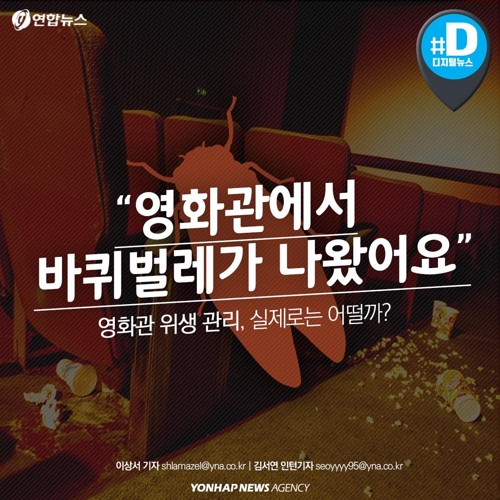 연합뉴스
#D
디지털뉴스
“영화관에서
바퀴벌레가 나왔어요”
영화관 위생 관리, 실제로는 어떨까?
이상서 기자 shlamazel@yna.co.kr | 김서연 인턴기자 seoyyyy95@yna.co.kr
YONHAP NEWS AGENCY